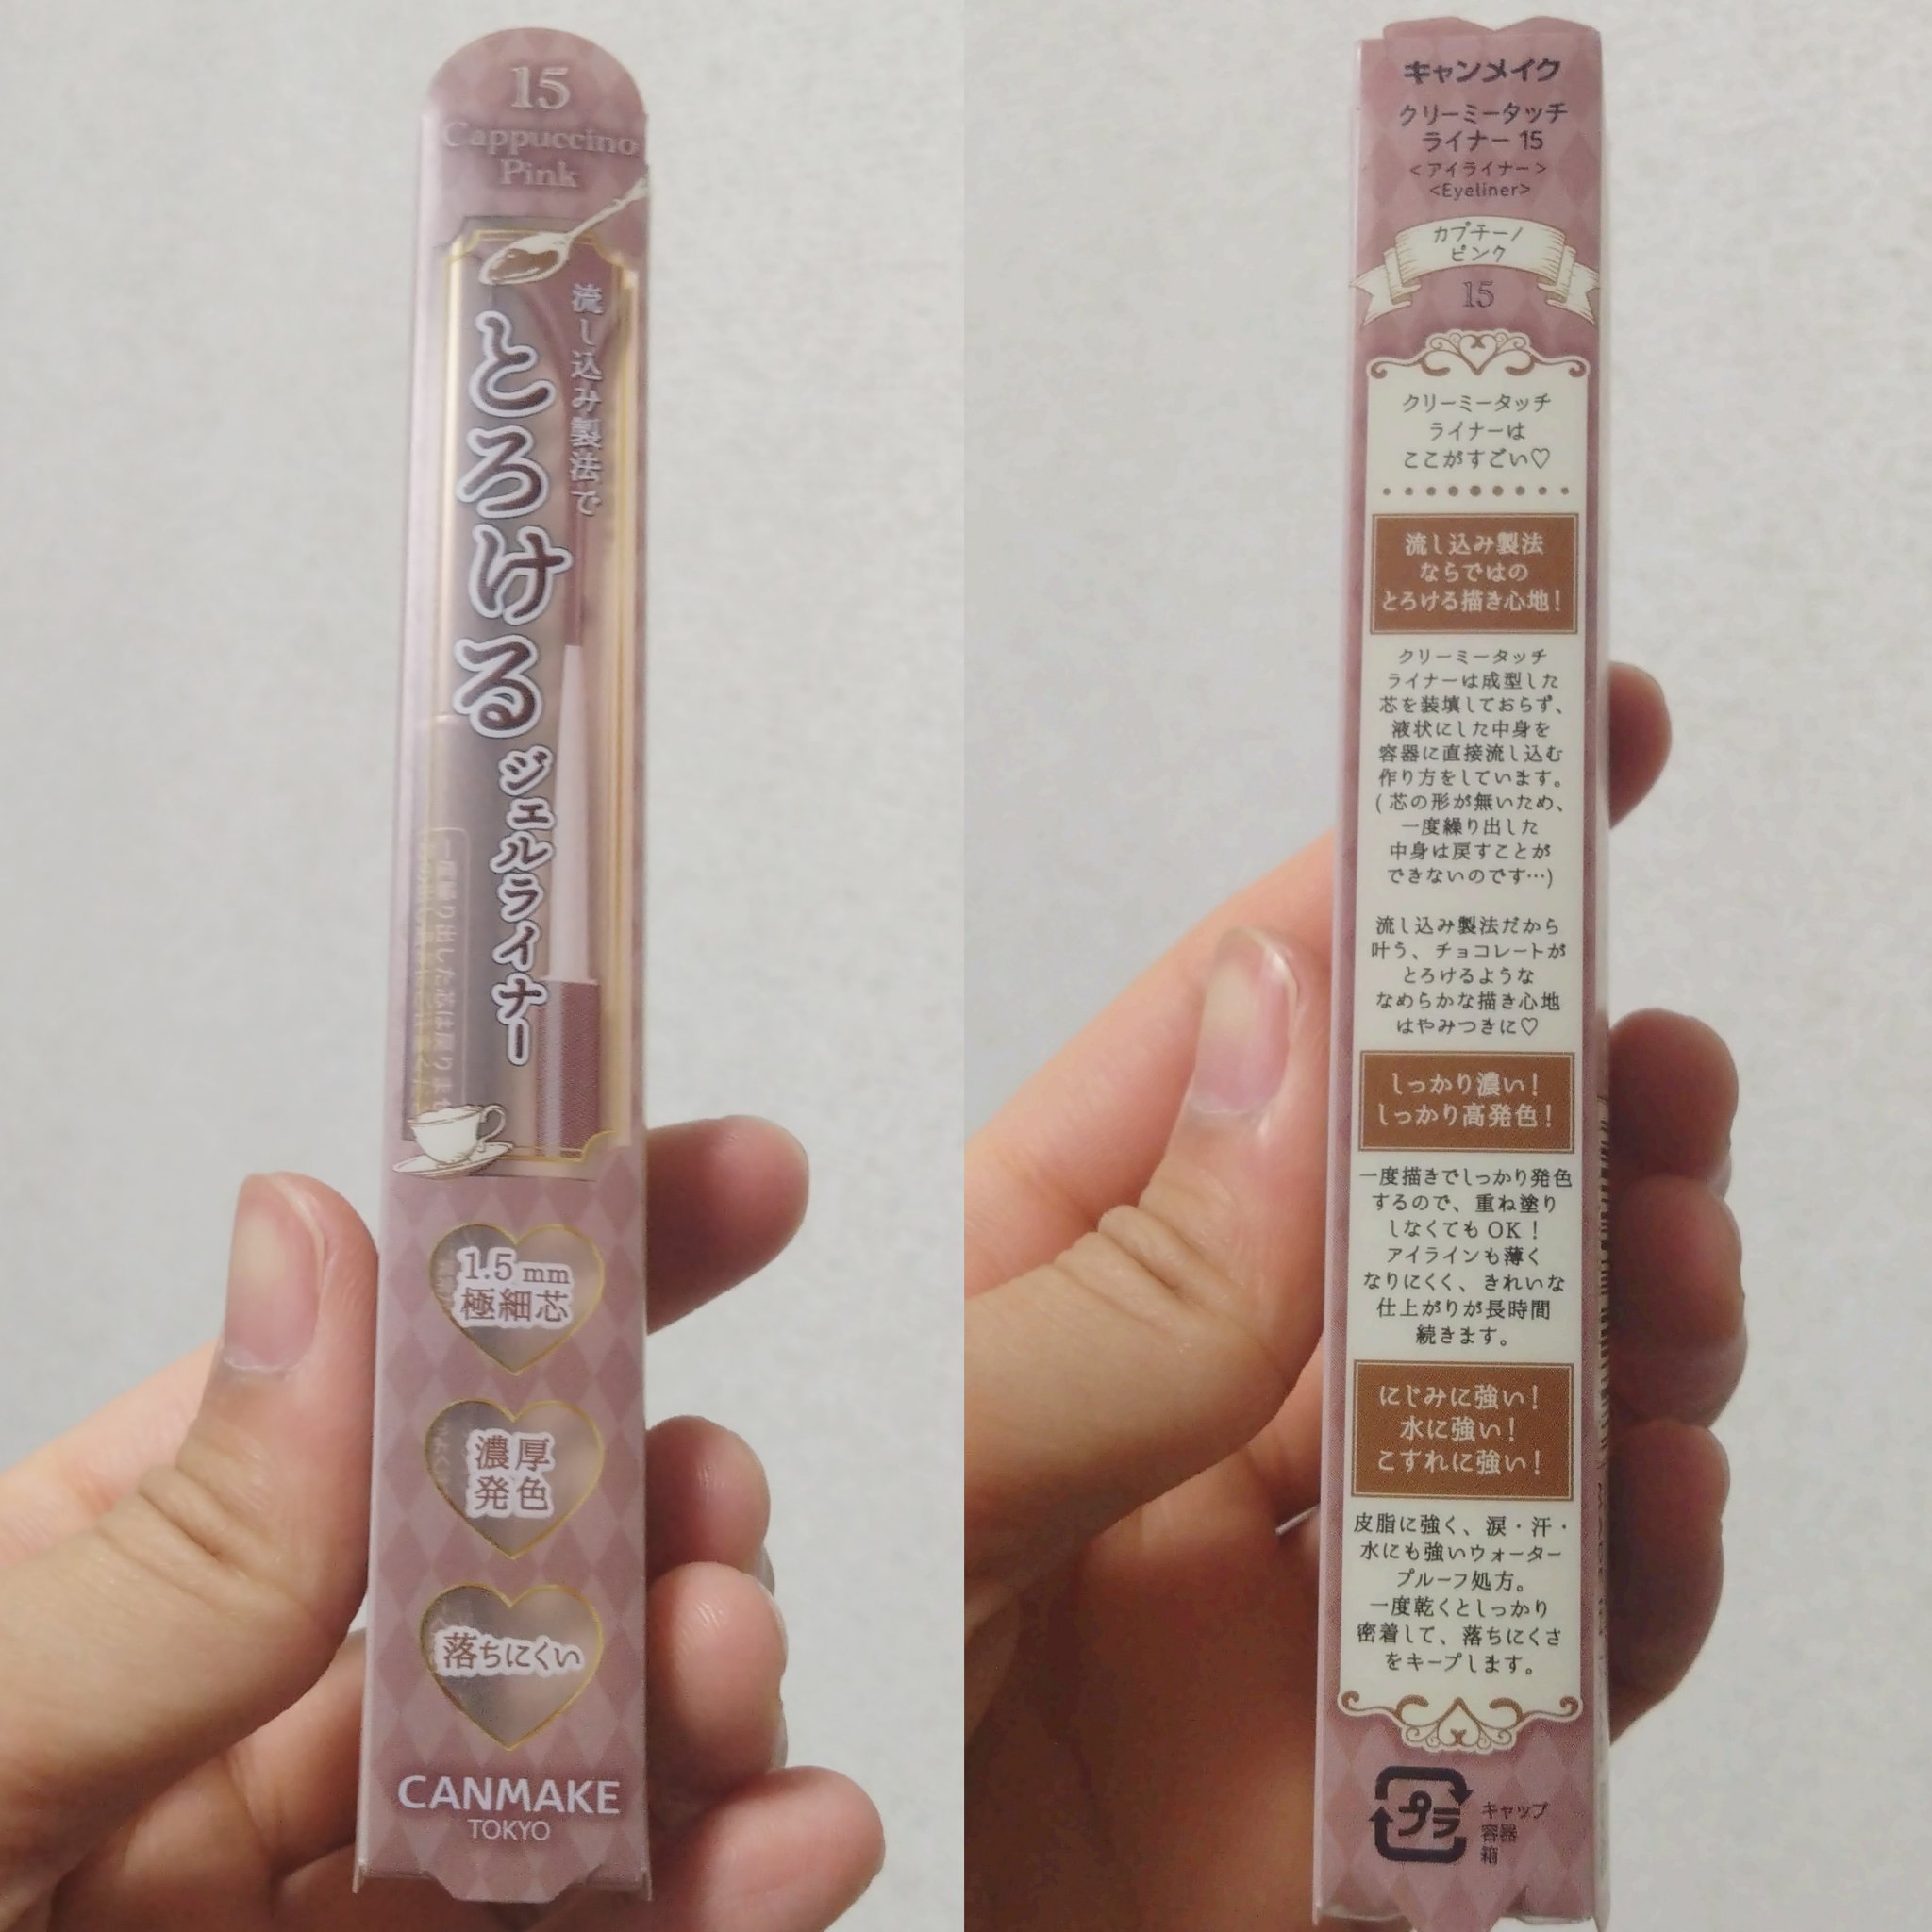 15
Cappuccino
Pink
流し込み製法で
とろける
ジェルライナー
1.5mm
極細芯
濃厚
発色
落ちにくい
CANMAKE
TOKYO
キャンメイク
クリーミータッチ
ライナー 15
<アイライナー>
<Eyeliner>
カプチーノ
ピンク
15
クリーミータッチ
ライナーは
ここがすごい♡
流し込み製法
ならではの
とろける描き心地!
クリーミータッチ
ライナーは成型した
芯を装填しておらず、
液状にした中身を
容器に直接流し込む
作り方をしています。
(芯の形が無いため、
一度繰り出した
中身は戻すことが
できないのです…)
流し込み製法だから
叶う、チョコレートが
とろけるような
なめらかな描き心地
はやみつきに♡
しっかり濃い!
しっかり高発色!
一度描きでしっかり発色
するので、重ね塗り
しなくてもOK!
アイラインも薄く
なりにくく、きれいな
仕上がりが長時間
続きます。
にじみに強い!
水に強い!
こすれに強い!
皮脂に強く、涙・汗・
水にも強いウォーター
プルーフ処方。
一度乾くとしっかり
密着して、落ちにくさ
をキープします。
プラ
キャップ
容器
箱